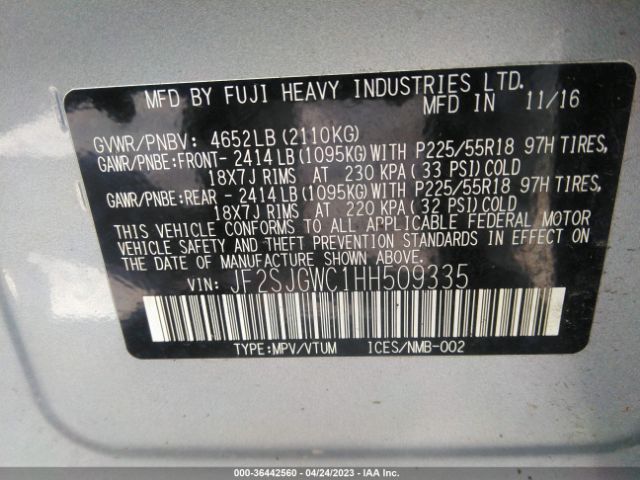 MFD BY FUJI HEAVY INDUSTRIES LTD.
MFD IN 11/16
GVWR/PNBV: 4652LB(2110KG)
GAWR/PNBE:FRONT- 2414LB(1095KG)WITH P225/55R18 97H TIRES,
18X7J RIMS AT 230 KPA( 33 PSI)COLD
GAWR/PNBE:REAR - 2414LB(1095KG)WITH P225/55R18 97H TIRES,
18X7J RIMS AT 220 KPA( 32 PSI)COLD
THIS VEHICLE CONFORMS TO ALL APPLICABLE FEDERAL MOTOR
VEHICLE SAFETY AND THEFT PREVENTION STANDARDS IN EFFECT ON
THE DATE OF MANUFACTURE SHOWN ABOVE.
VIN: JF2SJGWC1HH509335
TYPE:MPV/VTUM ICES/NMB-002
000-36442560 - 04/24/2023 - IAA Inc.